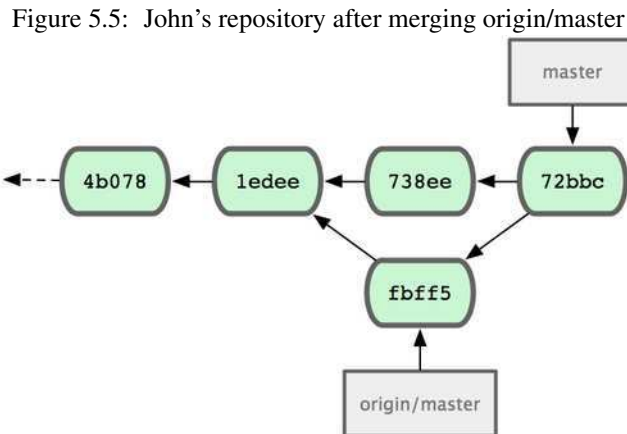 Figure 5.5: John’s repository after merging origin/master
master
4b078
1edee
738ee
72bbc
fbff5
origin/master